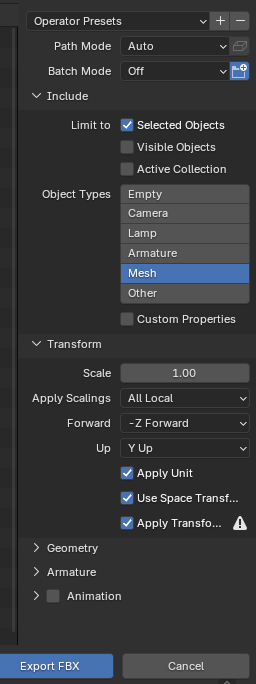 Operator Presets
Path Mode Auto
Batch Mode Off
Include
Limit to Selected Objects
Visible Objects
Active Collection
Object Types Empty
Camera
Lamp
Armature
Mesh
Other
Custom Properties
Transform
Scale 1.00
Apply Scalings All Local
Forward -Z Forward
Up Y Up
Apply Unit
Use Space Transf...
Apply Transfo...
Geometry
Armature
Animation
Export FBX Cancel